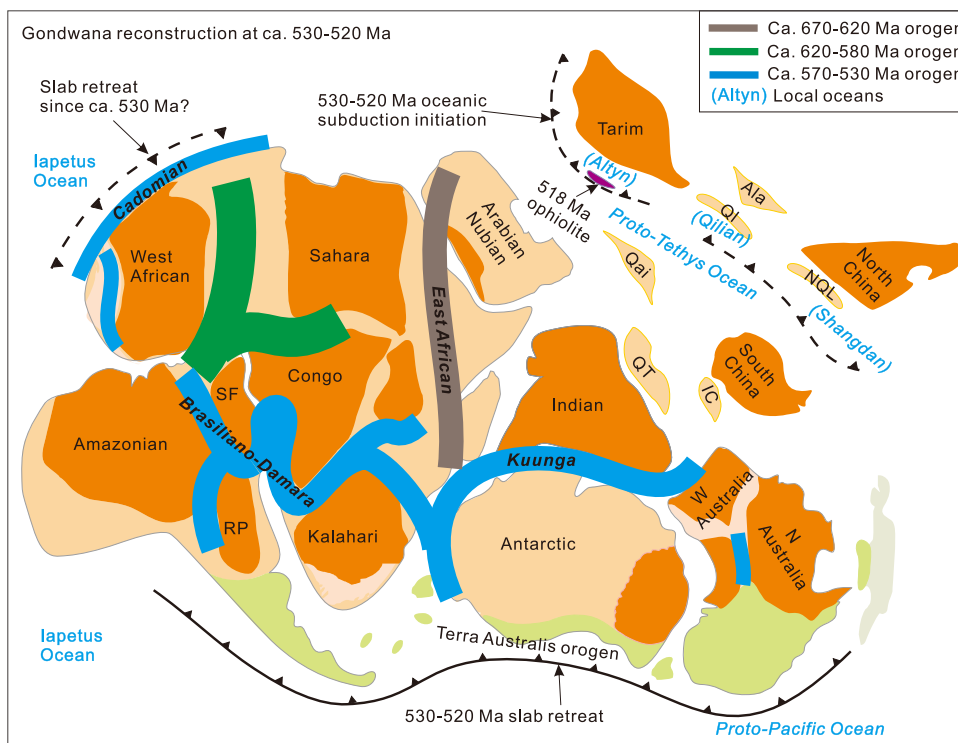 Gondwana reconstruction at ca. 530-520 Ma
Ca. 670-620 Ma orogen
Ca. 620-580 Ma orogen
Ca. 570-530 Ma orogen
(Altyn) Local oceans
Slab retreat
since ca. 530 Ma?
530-520 Ma oceanic
subduction initiation
Tarim
Iapetus
Ocean
Cadomian
(Altyn)
518 Ma
ophiolite
Ala
QI
(Qilian)
Proto-Tethys Ocean
West
African
Sahara
Arabian
Nubian
Qai
North
China
NQL
(Shangdan)
East African
QT
IC
South
China
SF
Congo
Indian
Amazonian
Brasiliano-Damara
Kuunga
W
Australia
RP
Kalahari
Antarctic
N
Australia
Iapetus
Ocean
Terra Australis orogen
530-520 Ma slab retreat
Proto-Pacific Ocean